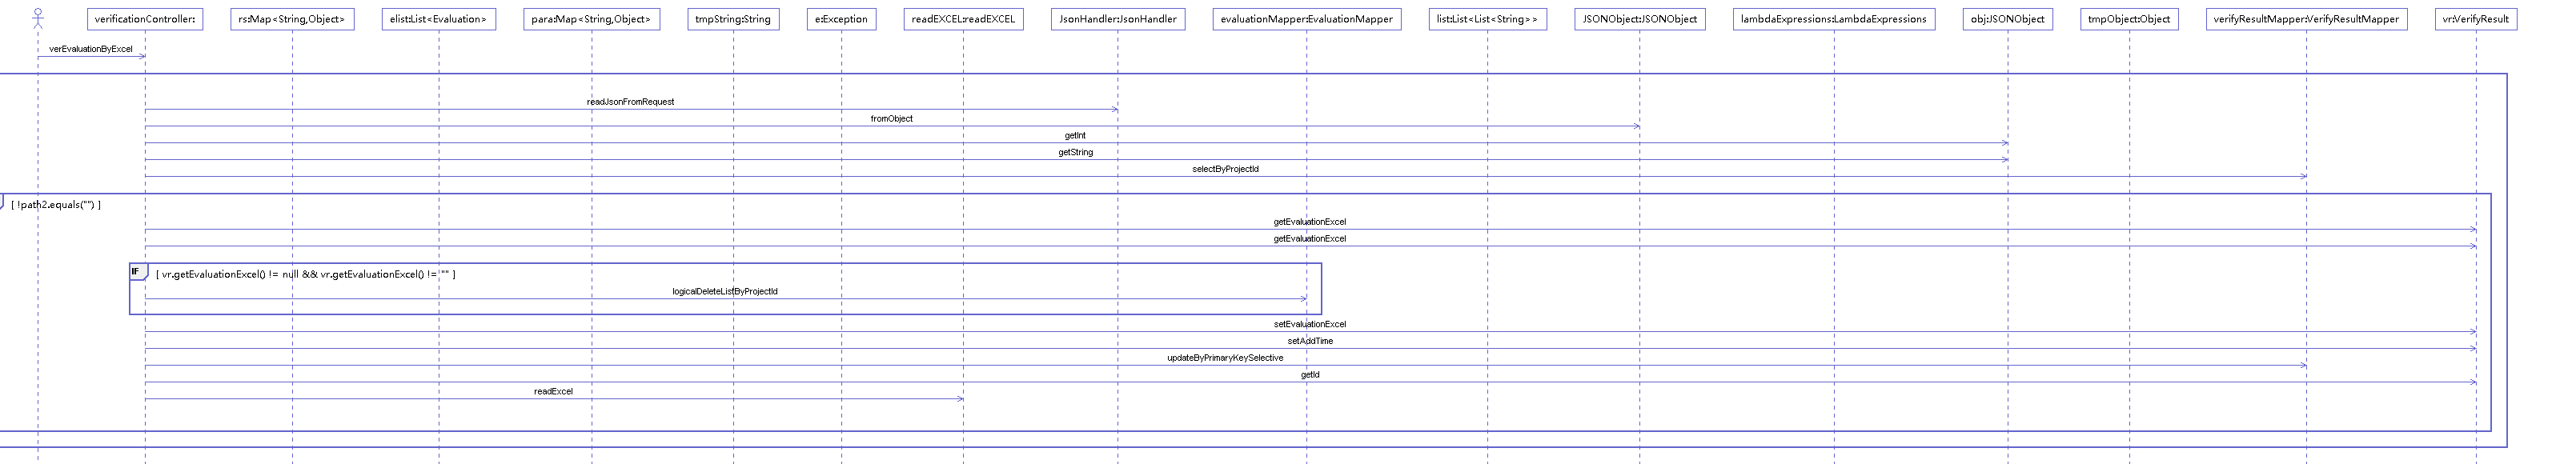 verificationController:
rs:Map<String,Object>
elist:List<Evaluation>
para:Map<String,Object>
tmpString:String
e:Exception
readEXCEL:readEXCEL
JsonHandler:JsonHandler
evaluationMapper:EvaluationMapper
list:List<List<String>>
JSONObject:JSONObject
lambdaExpressions:LambdaExpressions
obj:JSONObject
tmpObject:Object
verifyResultMapper:VerifyResultMapper
vr:VerifyResult
verEvaluationByExcel
readJsonFromRequest
fromObject
getInt
getString
selectByProjectId
[ !path2.equals("") ]
getEvaluationExcel
getEvaluationExcel
IF
[ vr.getEvaluationExcel() != null && vr.getEvaluationExcel() != "" ]
logicalDeleteListByProjectId
setEvaluationExcel
setAddTime
updateByPrimaryKeySelective
getId
readExcel